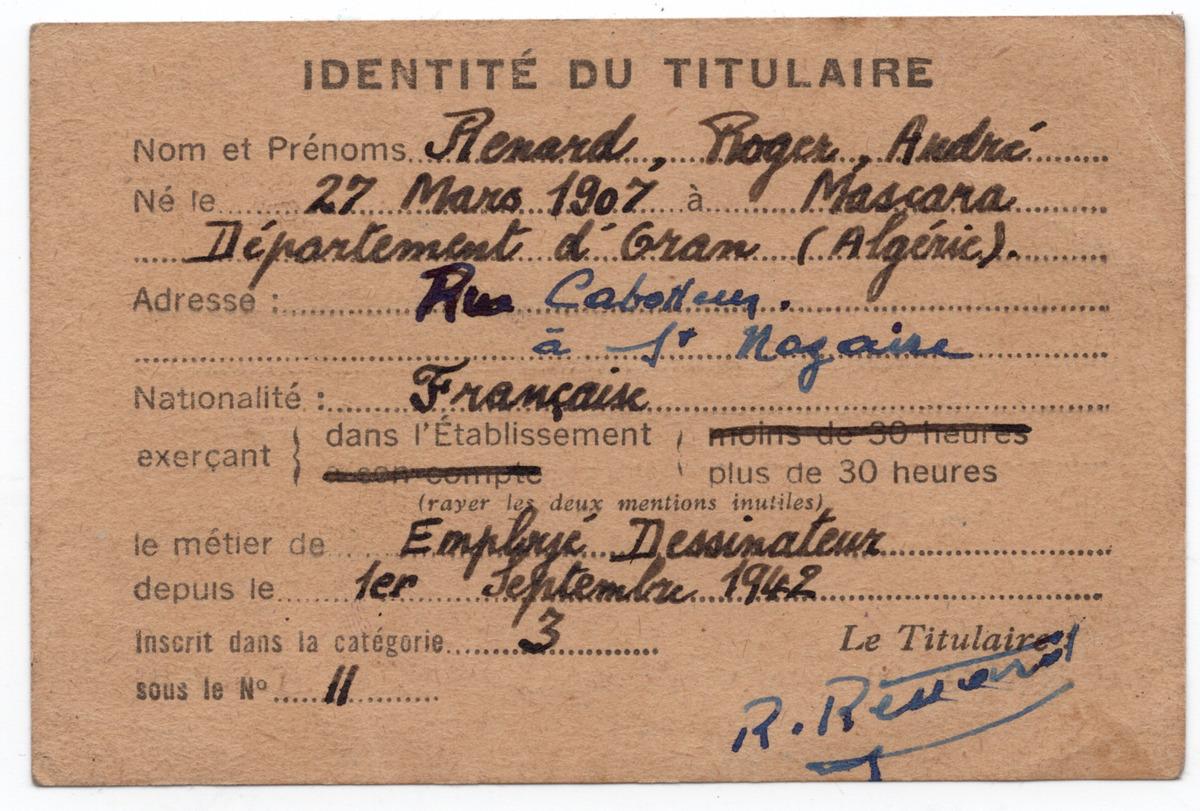 IDENTITÉ DU TITULAIRE
Nom et Prénoms Renard, Roger, André
Né le 27 Mars 1907 à Mascara
Département d'Oran (Algérie).
Adresse : Rue
à St Nazaire
Nationalité : Française
exerçant { dans l'Établissement { moins de 30 heures
a son compte plus de 30 heures
(rayer les deux mentions inutiles)
le métier de Employé Dessinateur
depuis le 1er Septembre 1942
Inscrit dans la catégorie 3 Le Titulaire :
sous le Nº 11
R. Renard